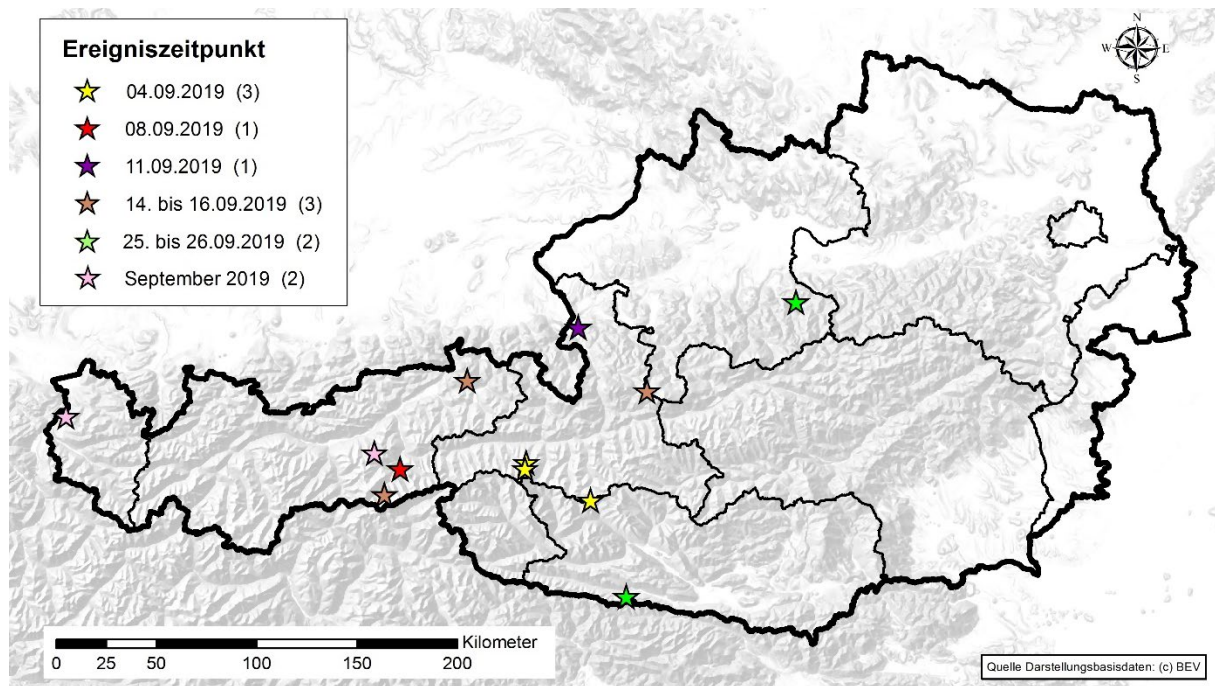 Ereigniszeitpunkt
04.09.2019 (3)
08.09.2019 (1)
11.09.2019 (1)
14. bis 16.09.2019 (3)
25. bis 26.09.2019 (2)
September 2019 (2)
N
W E
S
Kilometer
0 25 50 100 150 200
Quelle Darstellungsbasisdaten: (c) BEV